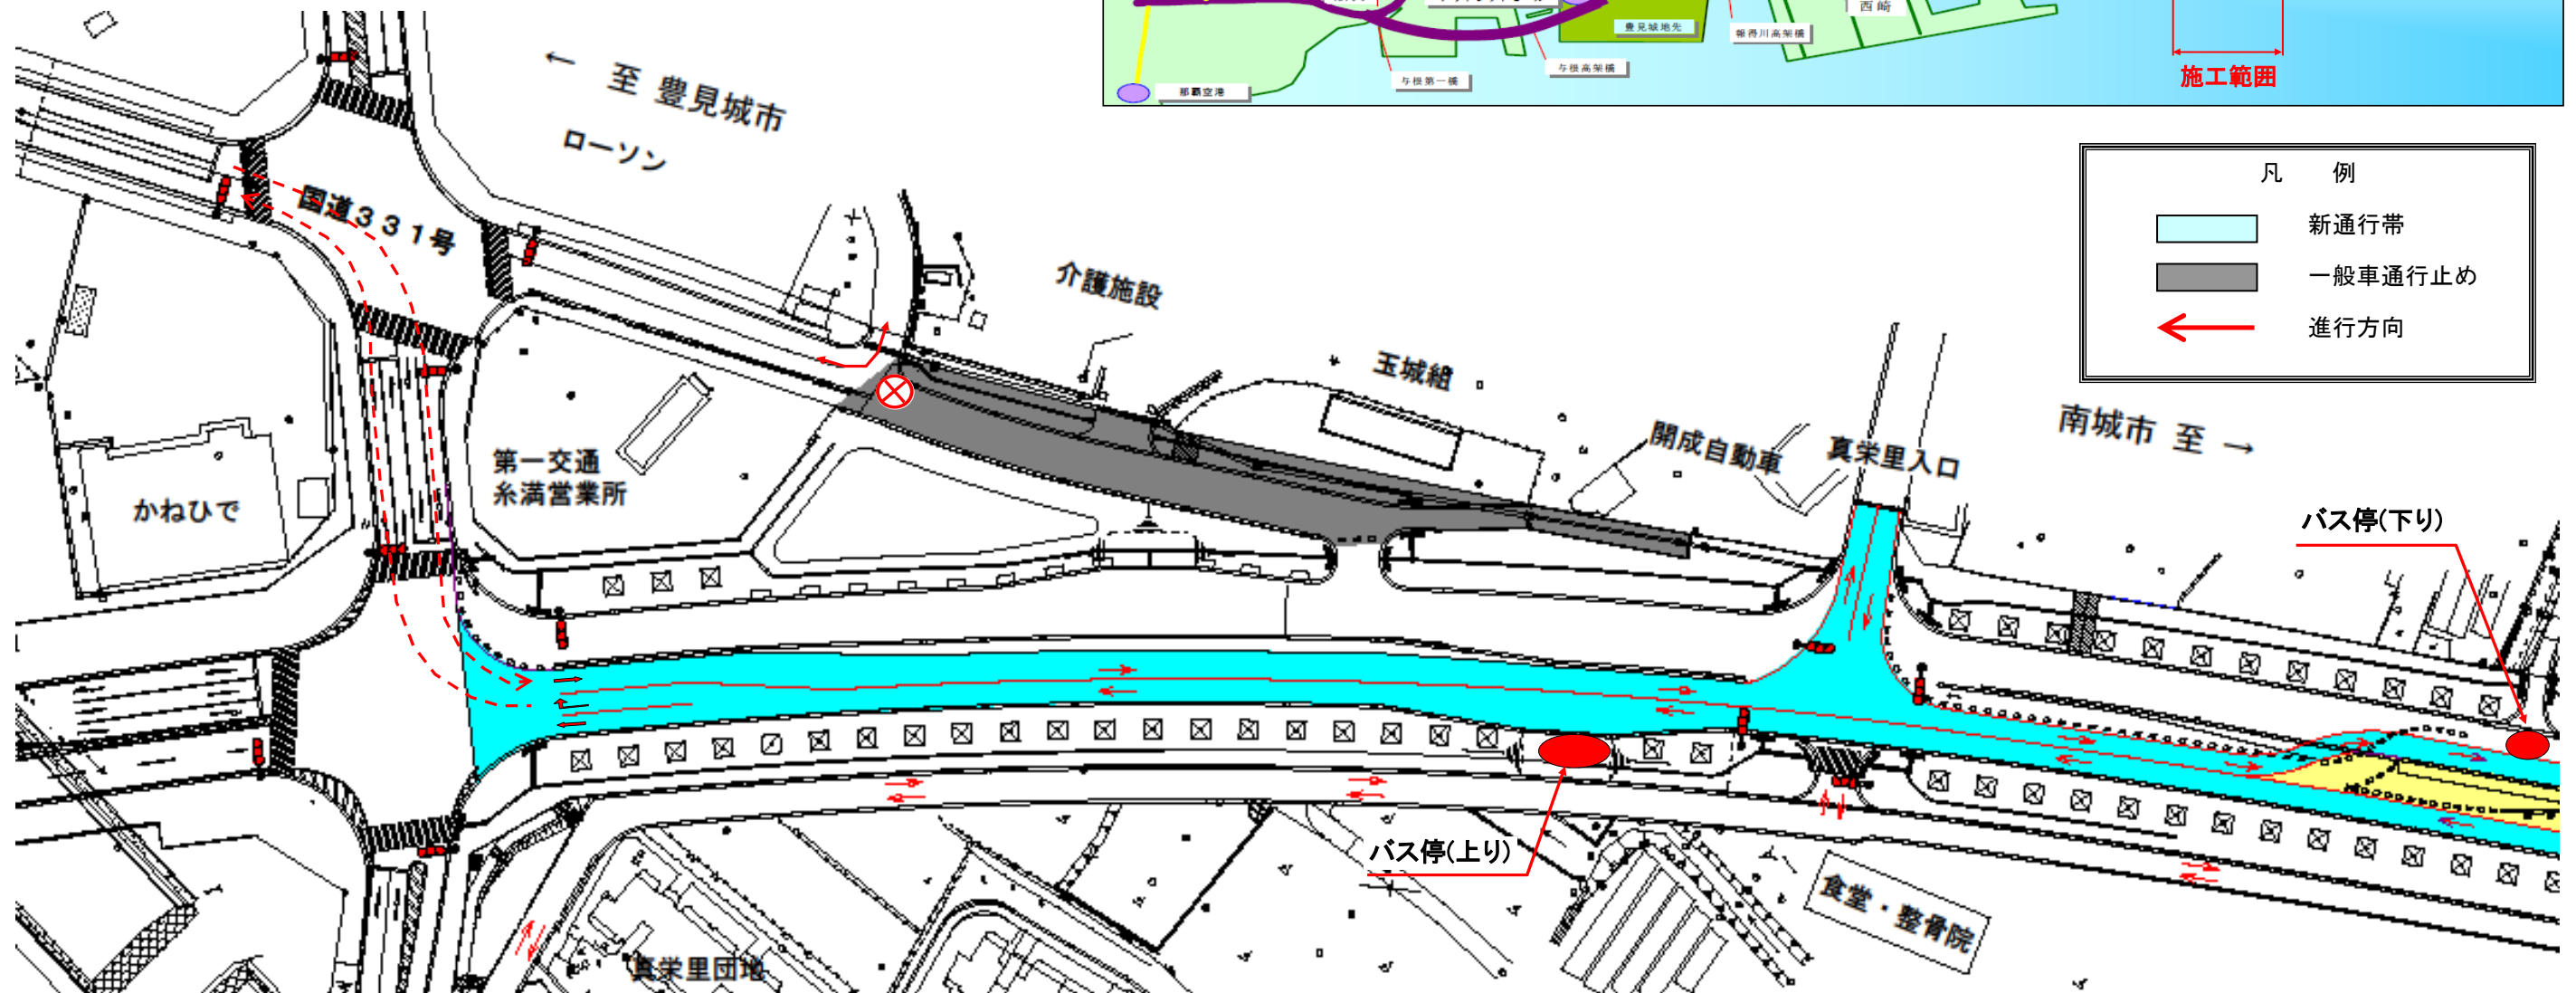 西崎
豊見城地先
報得川高架橋
与根高架橋
与根第一橋
那覇空港
施工範囲
← 至 豊見城市
ローソン
国道331号
凡 例
新通行帯
一般車通行止め
進行方向
介護施設
玉城組
開成自動車
真栄里入口
南城市 至 →
第一交通
糸満営業所
かねひで
バス停(下り)
バス停(上り)
食堂・整骨院
真栄里団地